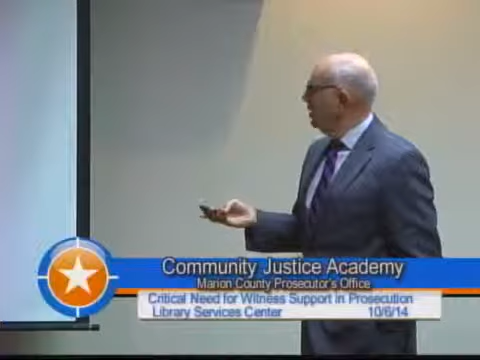 Community Justice Academy
Marion County Prosecutor's Office
Critical Need for Witness Support in Prosecution
Library Services Center 10/6/14